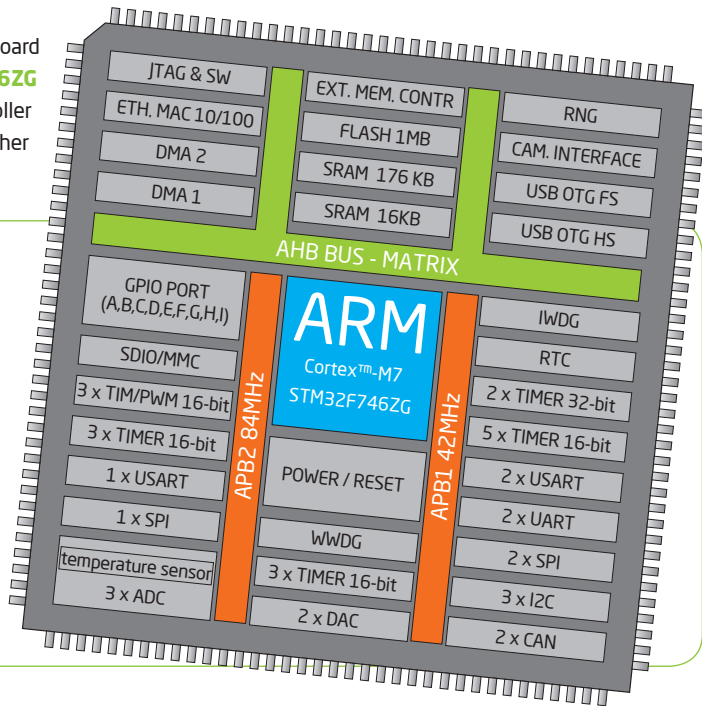 oard
6ZG
oller
her
JTAG & SW
ETH. MAC 10/100
DMA 2
DMA 1
EXT. MEM. CONTR
FLASH 1MB
SRAM 176 KB
SRAM 16KB
RNG
CAM. INTERFACE
USB OTG FS
USB OTG HS
AHB BUS - MATRIX
GPIO PORT
(A,B,C,D,E,F,G,H,I)
SDIO/MMC
3 x TIM/PWM 16-bit
3 x TIMER 16-bit
1 x USART
1 x SPI
temperature sensor
3 x ADC
APB2 84MHz
ARM
Cortex™-M7
STM32F746ZG
POWER / RESET
WWDG
3 x TIMER 16-bit
2 x DAC
APB1 42MHz
IWDG
RTC
2 x TIMER 32-bit
5 x TIMER 16-bit
2 x USART
2 x UART
2 x SPI
3 x I2C
2 x CAN